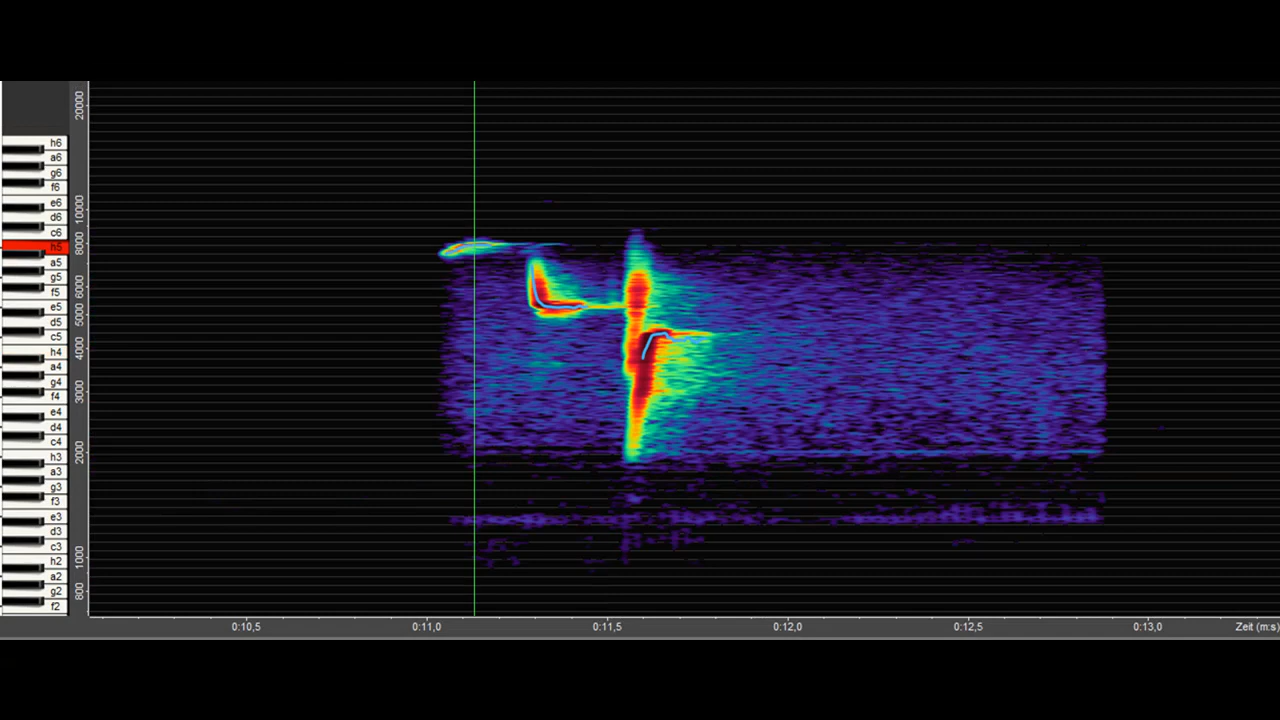 20000
10000
8000
6000
5000
4000
3000
2000
1000
800
h6
a6
g6
f6
e6
d6
c6
h5
a5
g5
f5
e5
d5
c5
h4
a4
g4
f4
e4
d4
c4
h3
a3
g3
f3
e3
d3
c3
h2
a2
g2
f2
0:10,5 0:11,0 0:11,5 0:12,0 0:12,5 0:13,0 Zeit (m:s)